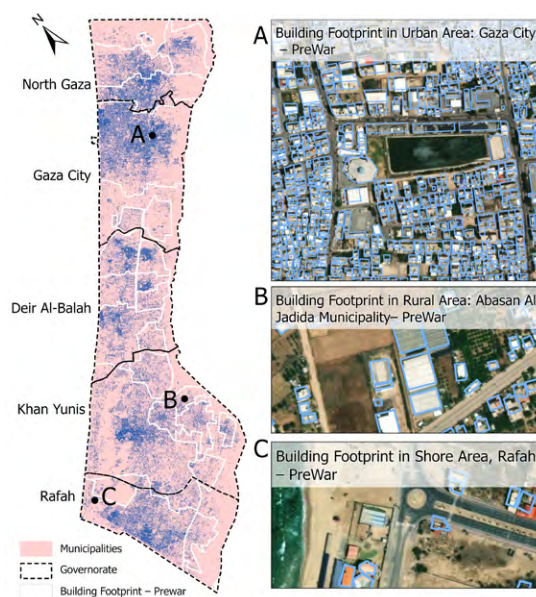 North Gaza
A
Gaza City
Deir Al-Balah
Khan Yunis
B
Rafah
C
Municipalities
Governorate
Building Footprint – Prewar
A
Building Footprint in Urban Area: Gaza City
– PreWar
B
Building Footprint in Rural Area: Abasan Al
Jadida Municipality– PreWar
C
Building Footprint in Shore Area, Rafah
– PreWar